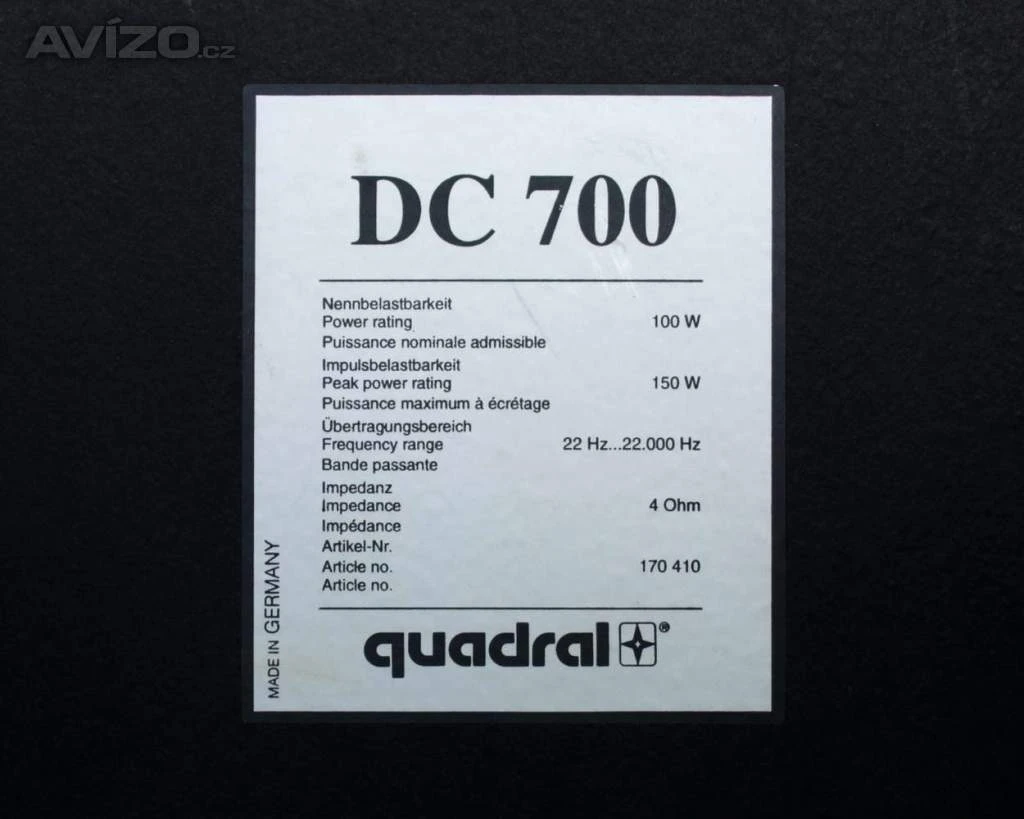 AVÍZO.cz
DC 700
Nennbelastbarkeit
Power rating 100 W
Puissance nominale admissible
Impulsbelastbarkeit
Peak power rating 150 W
Puissance maximum à écrétage
Übertragungsbereich
Frequency range 22 Hz...22.000 Hz
Bande passante
Impedanz
Impedance 4 Ohm
Impédance
Artikel-Nr.
Article no. 170 410
Article no.
MADE IN GERMANY
quadral®